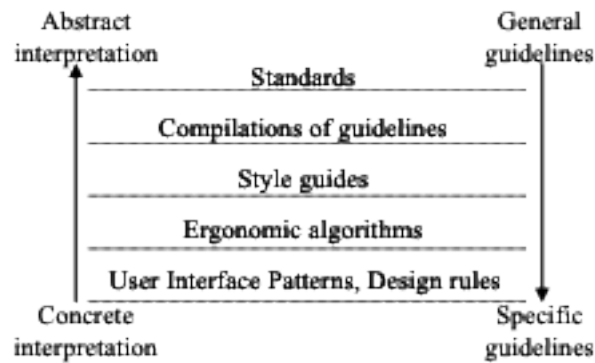 Abstract
interpretation
General
guidelines
Standards
Compilations of guidelines
Style guides
Ergonomic algorithms
User Interface Patterns, Design rules
Concrete
interpretation
Specific
guidelines